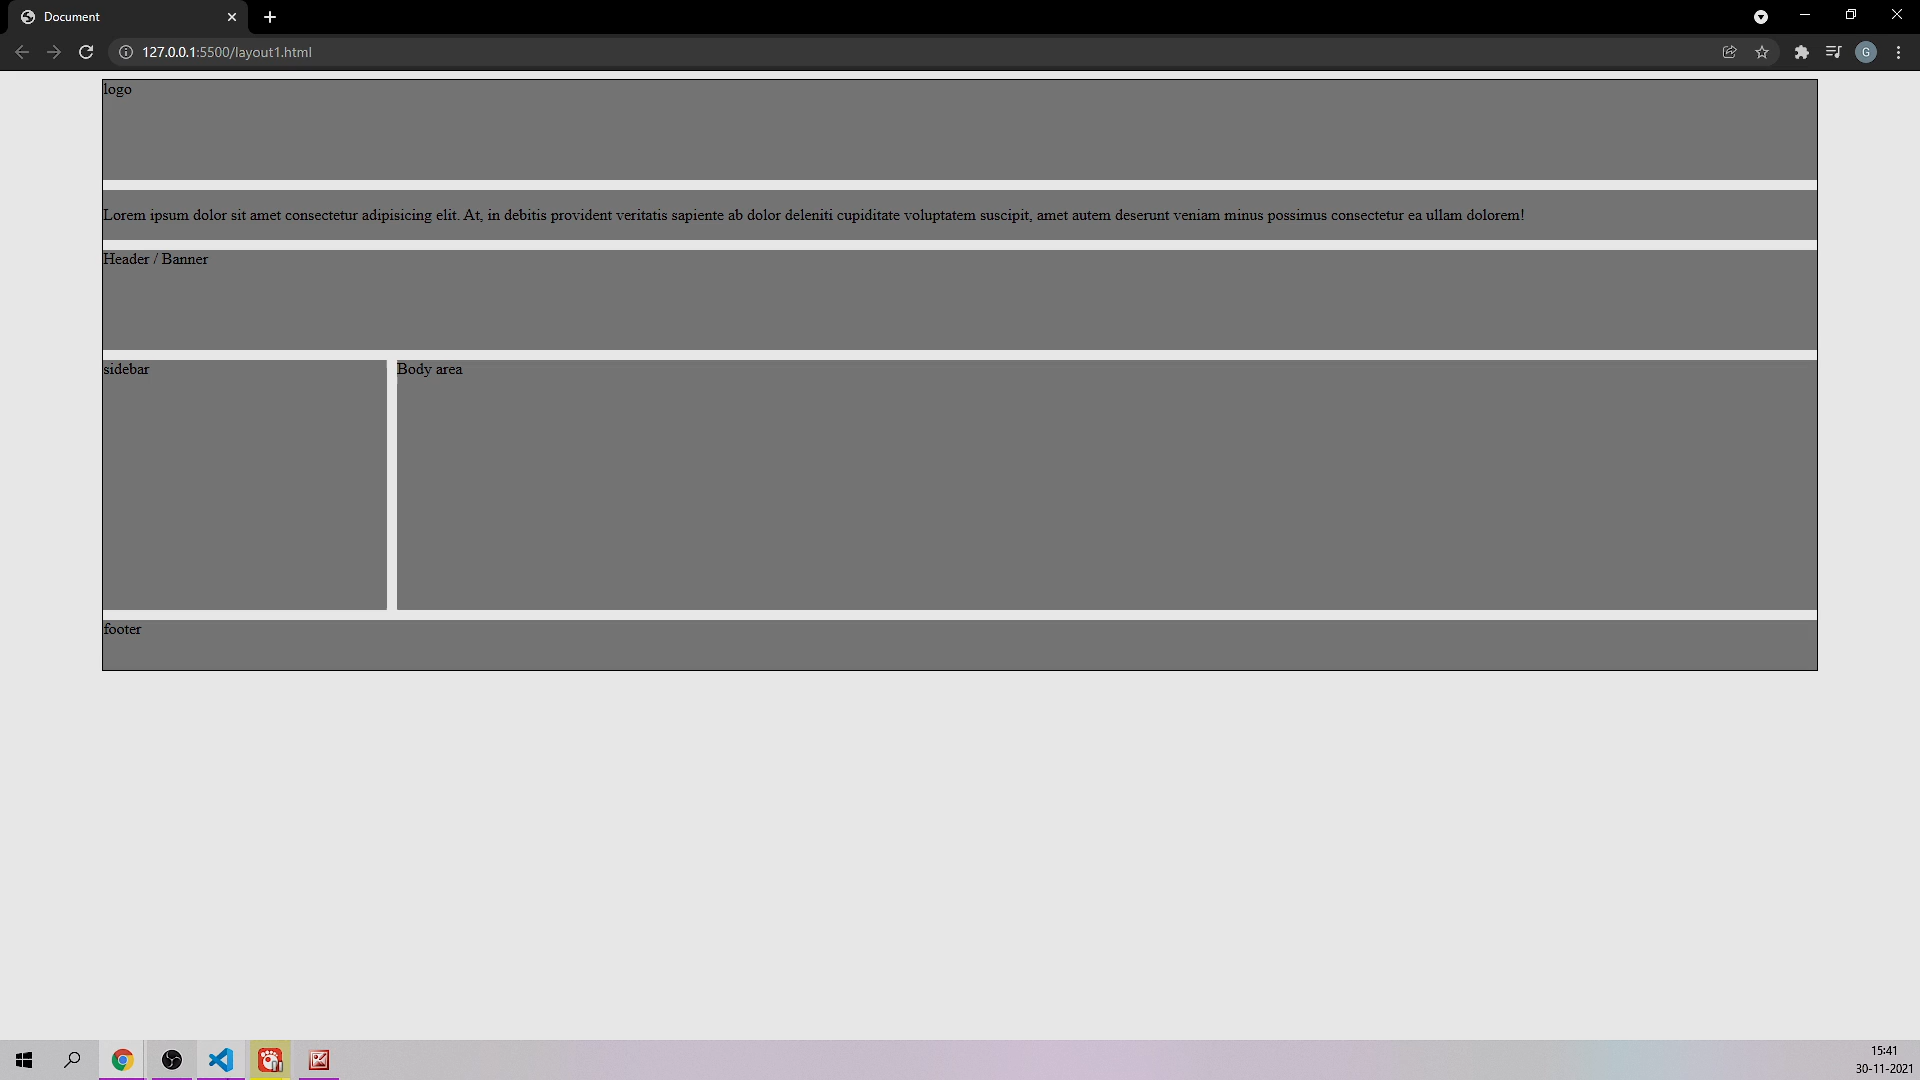 Document
127.0.0.1:5500/layout1.html
G
logo
Lorem ipsum dolor sit amet consectetur adipisicing elit. At, in debitis provident veritatis sapiente ab dolor deleniti cupiditate voluptatem suscipit, amet autem deserunt veniam minus possimus consectetur ea ullam dolorem!
Header / Banner
sidebar
Body area
footer
15:41
30-11-2021